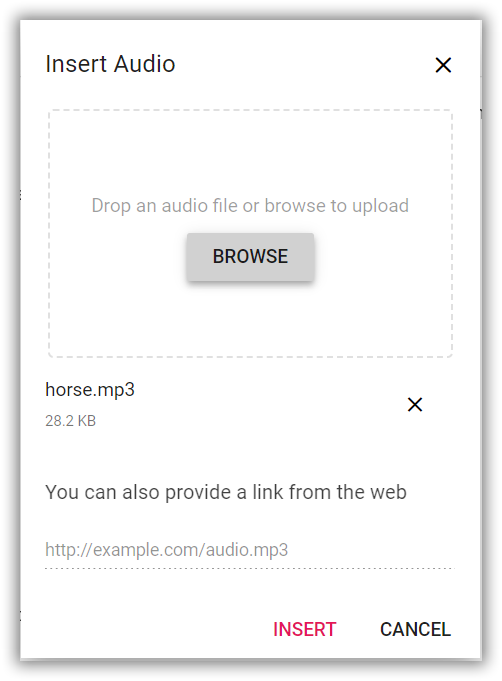 Insert Audio
Drop an audio file or browse to upload
BROWSE
horse.mp3
28.2 KB
You can also provide a link from the web
http://example.com/audio.mp3
INSERT CANCEL